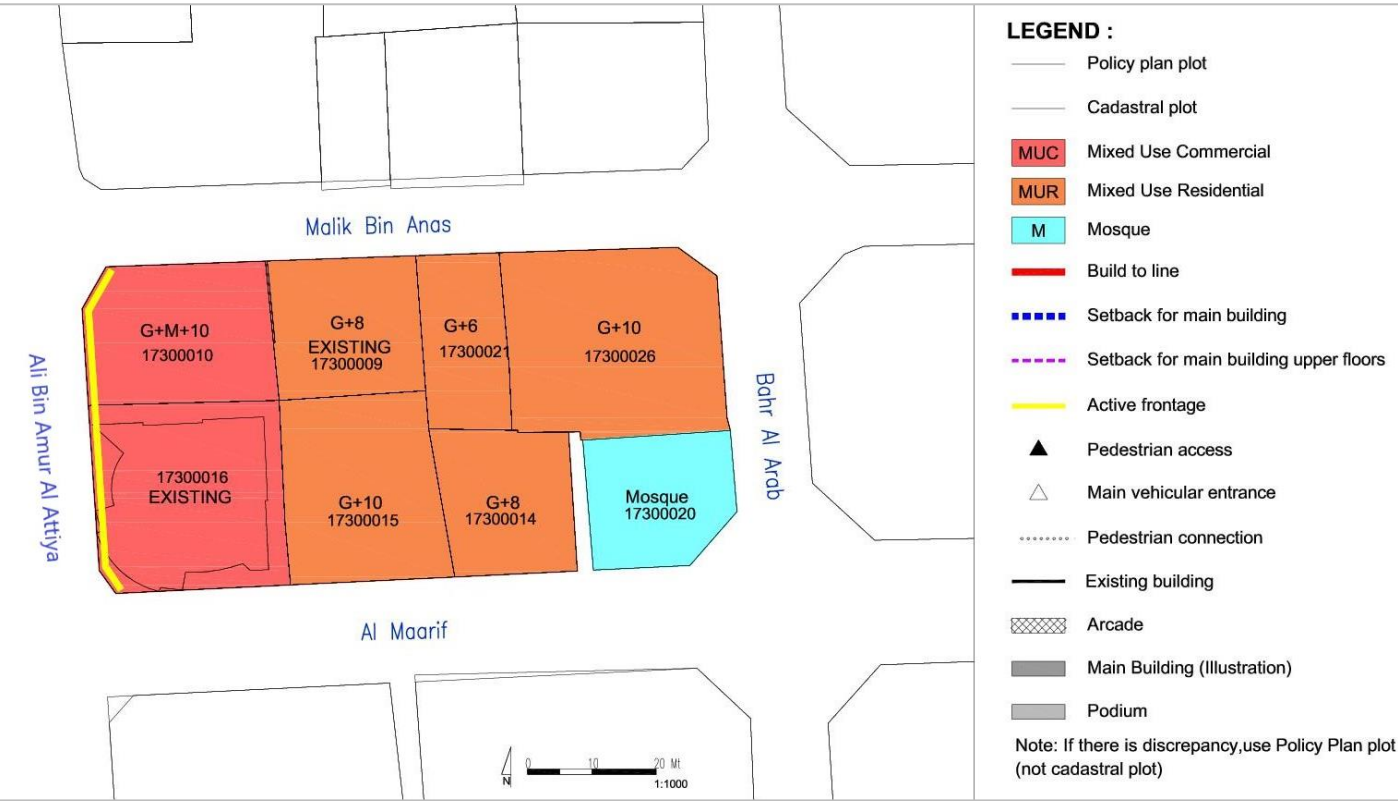 Malik Bin Anas
G+M+10
17300010
G+8
EXISTING
17300009
G+6
17300021
G+10
17300026
Ali Bin Amur Al Attiya
Bahr Al Arab
17300016
EXISTING
G+10
17300015
G+8
17300014
Mosque
17300020
Al Maarif
N
0 10 20 Mt
1:1000
LEGEND :
Policy plan plot
Cadastral plot
MUC Mixed Use Commercial
MUR Mixed Use Residential
M Mosque
Build to line
Setback for main building
Setback for main building upper floors
Active frontage
Pedestrian access
Main vehicular entrance
Pedestrian connection
Existing building
Arcade
Main Building (Illustration)
Podium
Note: If there is discrepancy,use Policy Plan plot
(not cadastral plot)